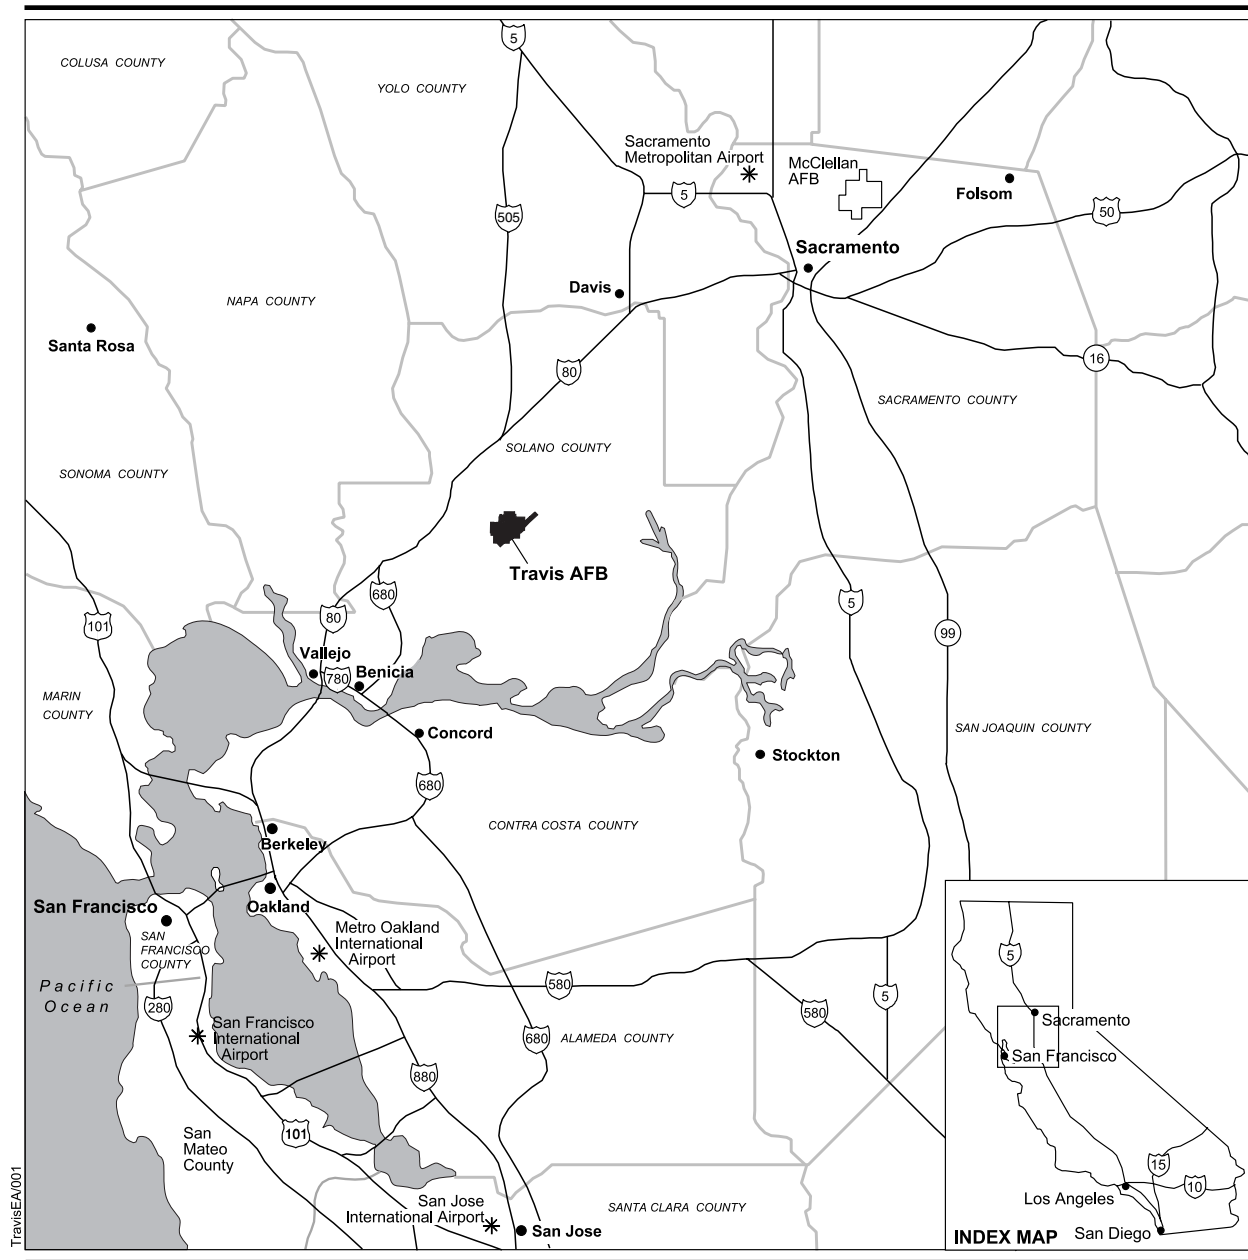 5
COLUSA COUNTY
YOLO COUNTY
Sacramento
Metropolitan Airport
McClellan
AFB
Folsom
5
505
50
Sacramento
Davis
NAPA COUNTY
Santa Rosa
80
16
SACRAMENTO COUNTY
SOLANO COUNTY
SONOMA COUNTY
Travis AFB
680
5
80
101
99
Vallejo
Benicia
780
MARIN
COUNTY
Concord
SAN JOAQUIN COUNTY
Stockton
680
CONTRA COSTA COUNTY
Berkeley
San Francisco
Oakland
Metro Oakland
International
Airport
SAN
FRANCISCO
COUNTY
Pacific
Ocean
580
5
280
580
San Francisco
International
Airport
680
ALAMEDA COUNTY
880
101
San
Mateo
County
San Jose
International Airport
San Jose
SANTA CLARA COUNTY
5
Sacramento
San Francisco
15
10
Los Angeles
San Diego
INDEX MAP
TravisEA/001